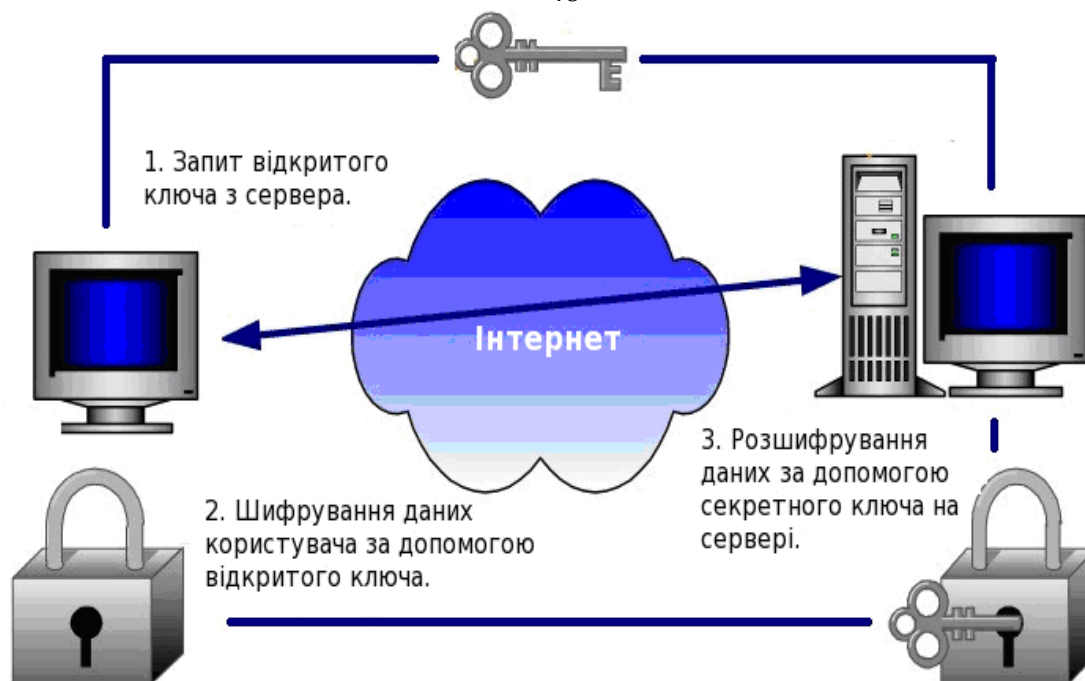 1. Запит відкритого
ключа з сервера.
Інтернет
2. Шифрування даних
користувача за допомогою
відкритого ключа.
3. Розшифрування
даних за допомогою
секретного ключа на
сервері.